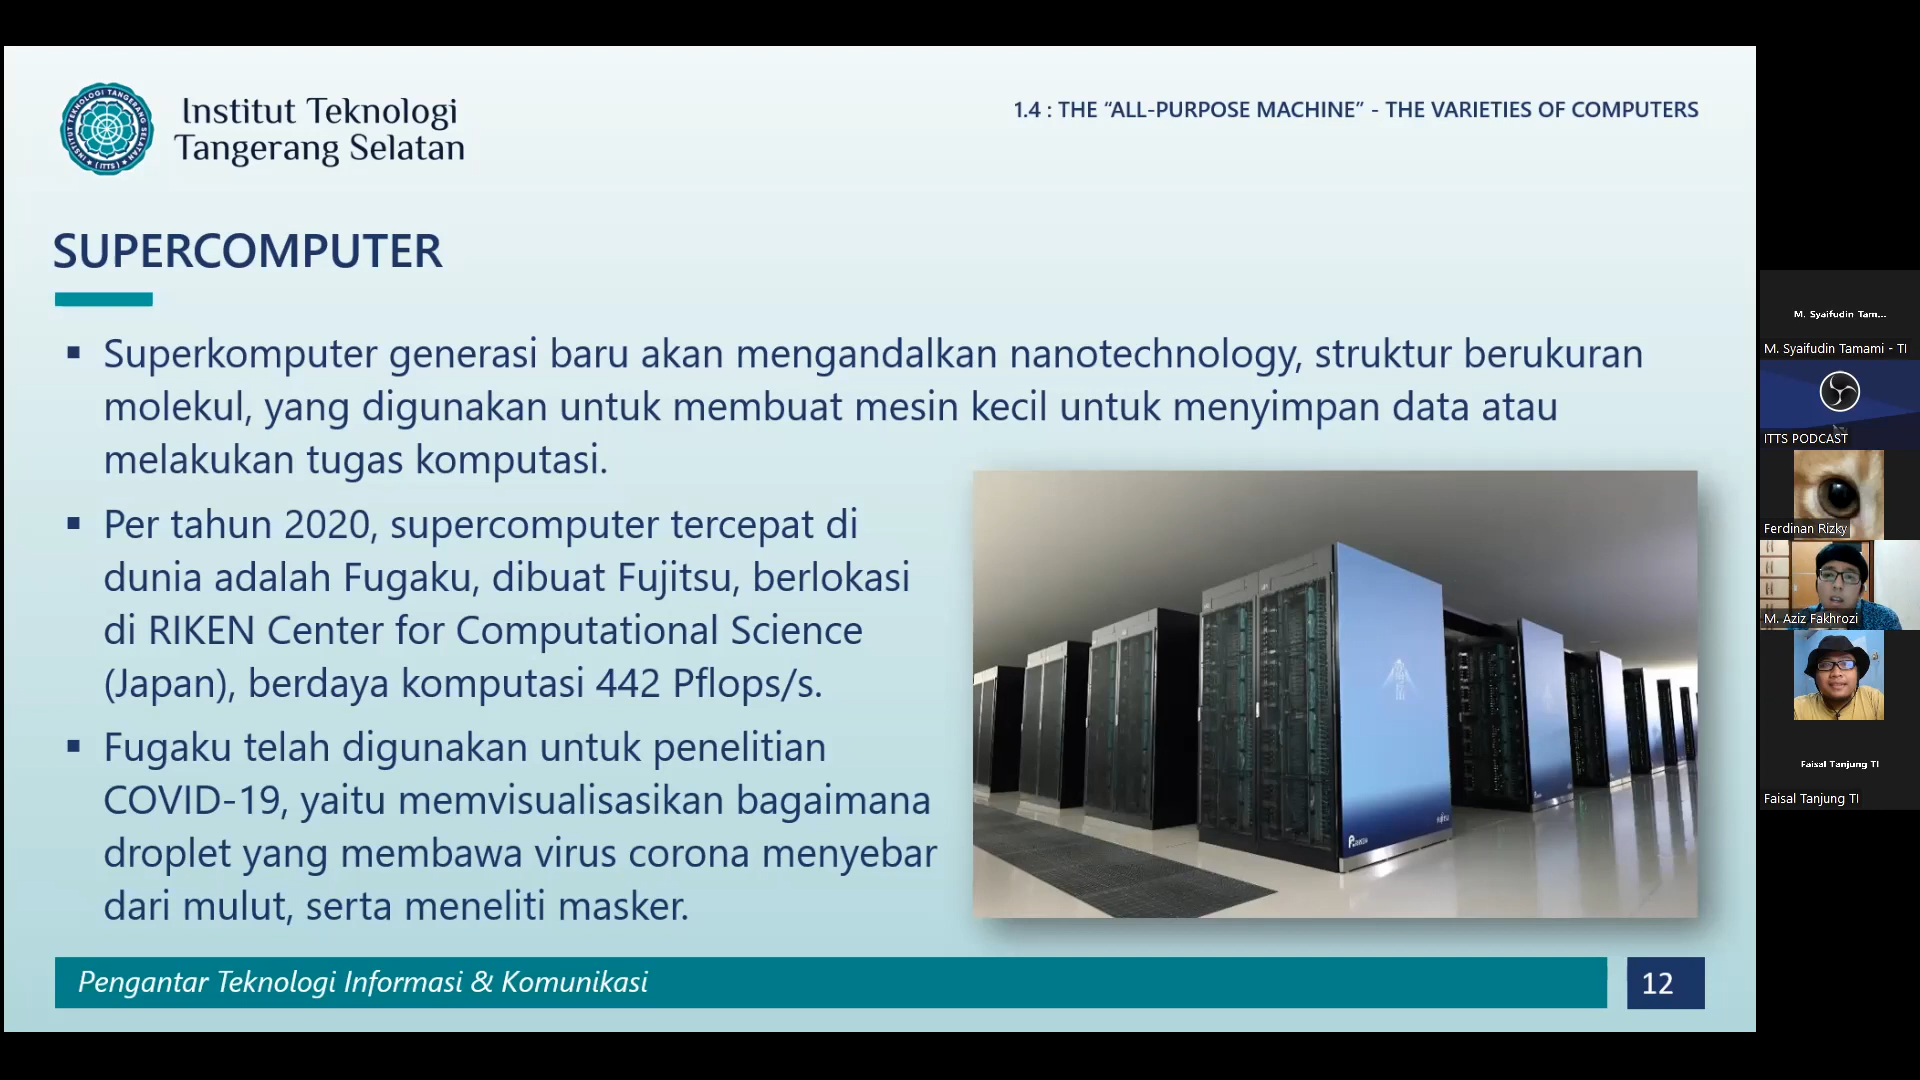 Institut Teknologi
Tangerang Selatan
1.4 : THE “ALL-PURPOSE MACHINE” - THE VARIETIES OF COMPUTERS
SUPERCOMPUTER
▪ Superkomputer generasi baru akan mengandalkan nanotechnology, struktur berukuran
molekul, yang digunakan untuk membuat mesin kecil untuk menyimpan data atau
melakukan tugas komputasi.
▪ Per tahun 2020, supercomputer tercepat di
dunia adalah Fugaku, dibuat Fujitsu, berlokasi
di RIKEN Center for Computational Science
(Japan), berdaya komputasi 442 Pflops/s.
▪ Fugaku telah digunakan untuk penelitian
COVID-19, yaitu memvisualisasikan bagaimana
droplet yang membawa virus corona menyebar
dari mulut, serta meneliti masker.
Pengantar Teknologi Informasi & Komunikasi
12
M. Syaifudin Tam...
M. Syaifudin Tamami - TI
ITTS PODCAST
Ferdinan Rizky
M. Aziz Fakhrozi
Faisal Tanjung TI
Faisal Tanjung TI